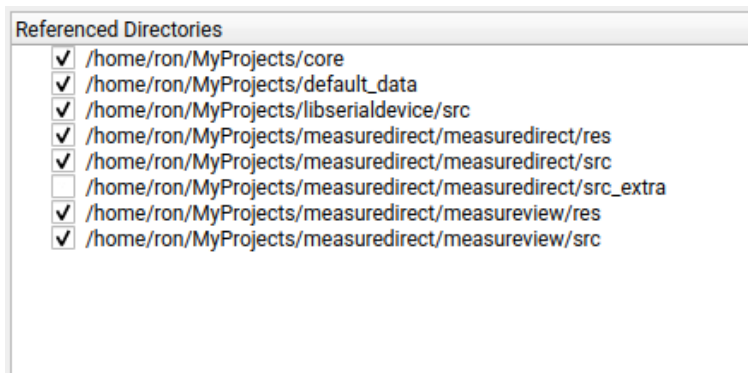 Referenced Directories
/home/ron/MyProjects/core
/home/ron/MyProjects/default_data
/home/ron/MyProjects/libserialdevice/src
/home/ron/MyProjects/measuredirect/measuredirect/res
/home/ron/MyProjects/measuredirect/measuredirect/src
/home/ron/MyProjects/measuredirect/measuredirect/src_extra
/home/ron/MyProjects/measuredirect/measureview/res
/home/ron/MyProjects/measuredirect/measureview/src